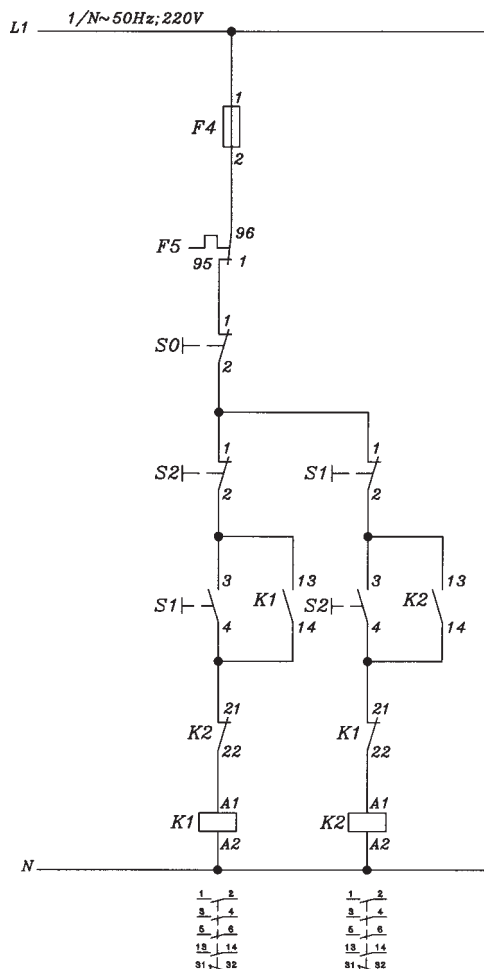 1/N~50Hz;220V
L1
1
F4
2
96
F5
95 1
1
S0
2
1 1
S2 S1
2 2
3 13 3 13
S1 K1 S2 K2
4 14 4 14
21 21
K2 K1
22 22
A1 A1
K1 K2
A2 A2
N
1 2 1 2
3 4 3 4
5 6 5 6
13 14 13 14
31 32 31 32